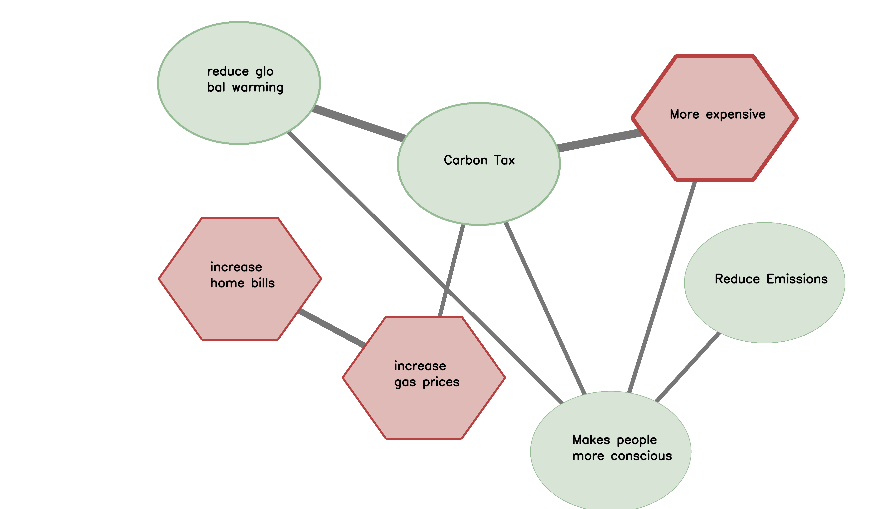 reduce glo
bal warming
More expensive
Carbon Tax
increase
home bills
Reduce Emissions
increase
gas prices
Makes people
more conscious